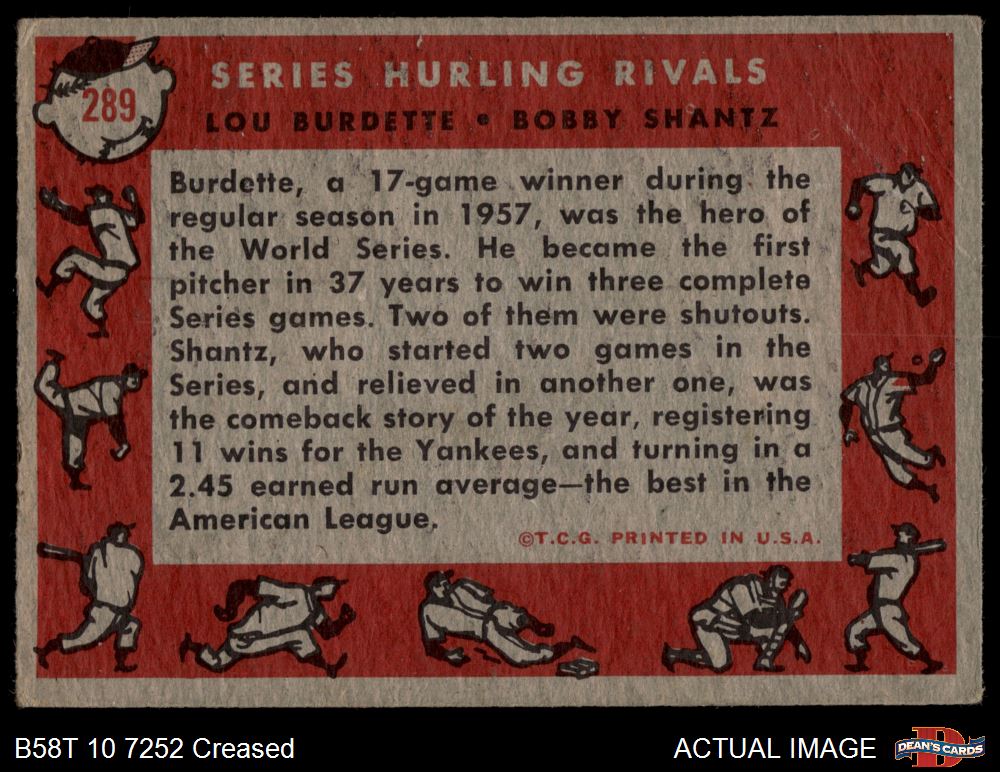 289
SERIES HURLING RIVALS
LOU BURDETTE • BOBBY SHANTZ
Burdette, a 17-game winner during the
regular season in 1957, was the hero of
the World Series. He became the first
pitcher in 37 years to win three complete
Series games. Two of them were shutouts.
Shantz, who started two games in the
Series, and relieved in another one, was
the comeback story of the year, registering
11 wins for the Yankees, and turning in a
2.45 earned run average—the best in the
American League.
©T.C.G. PRINTED IN U.S.A.
B58T 10 7252 Creased
ACTUAL IMAGE
DEAN'S CARDS